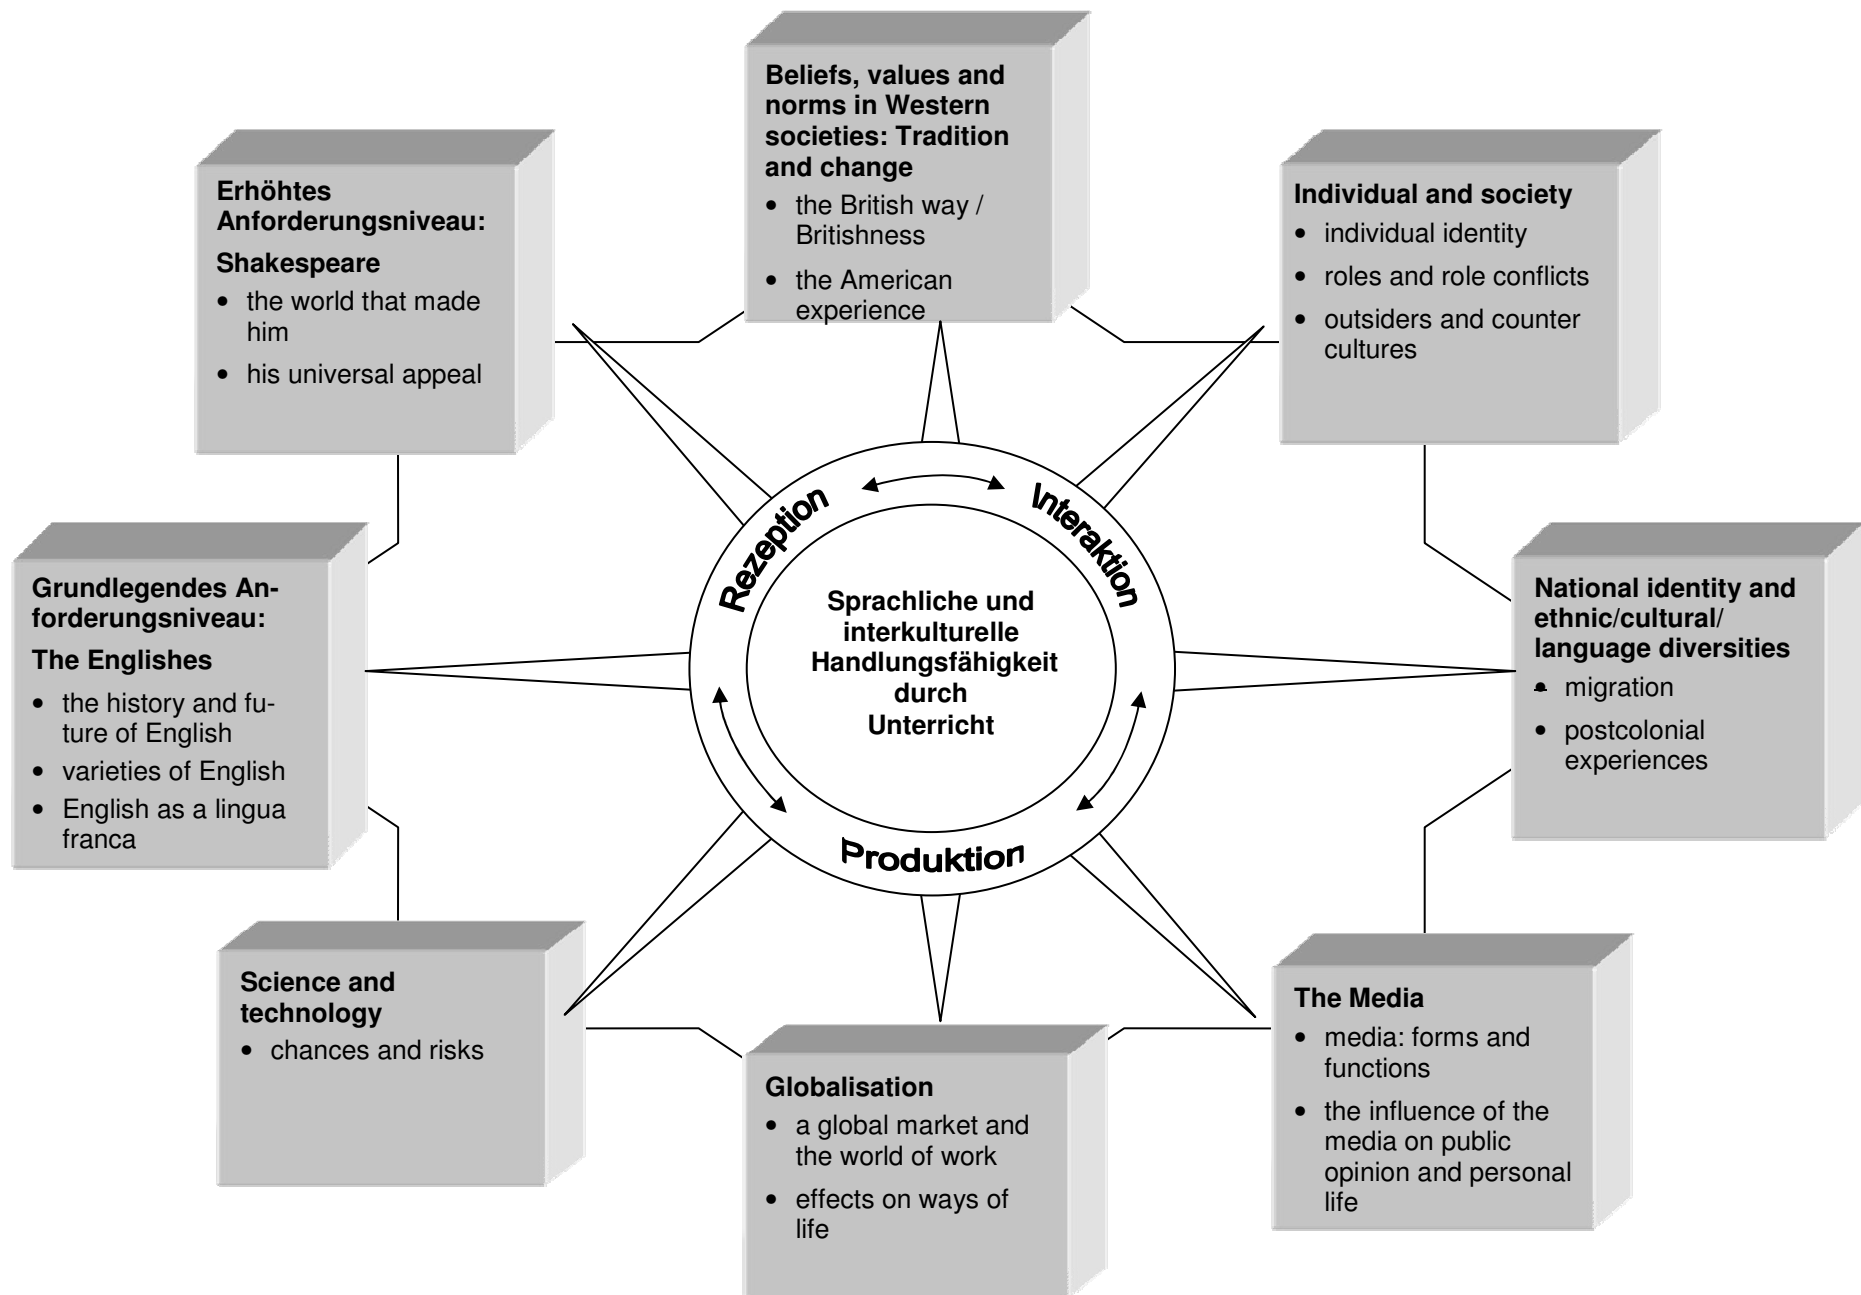 Beliefs, values and
norms in Western
societies: Tradition
and change
• the British way /
Britishness
• the American
experience
Erhöhtes
Anforderungsniveau:
Shakespeare
• the world that made
him
• his universal appeal
Individual and society
• individual identity
• roles and role conflicts
• outsiders and counter
cultures
Grundlegendes An-
forderungsniveau:
The Englishes
• the history and fu-
ture of English
• varieties of English
• English as a lingua
franca
Rezeption
Interaktion
Produktion
Sprachliche und
interkulturelle
Handlungsfähigkeit
durch
Unterricht
National identity and
ethnic/cultural/
language diversities
• migration
• postcolonial
experiences
Science and
technology
• chances and risks
Globalisation
• a global market and
the world of work
• effects on ways of
life
The Media
• media: forms and
functions
• the influence of the
media on public
opinion and personal
life